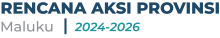 RENCANA AKSI PROVINSI
Maluku | 2024-2026